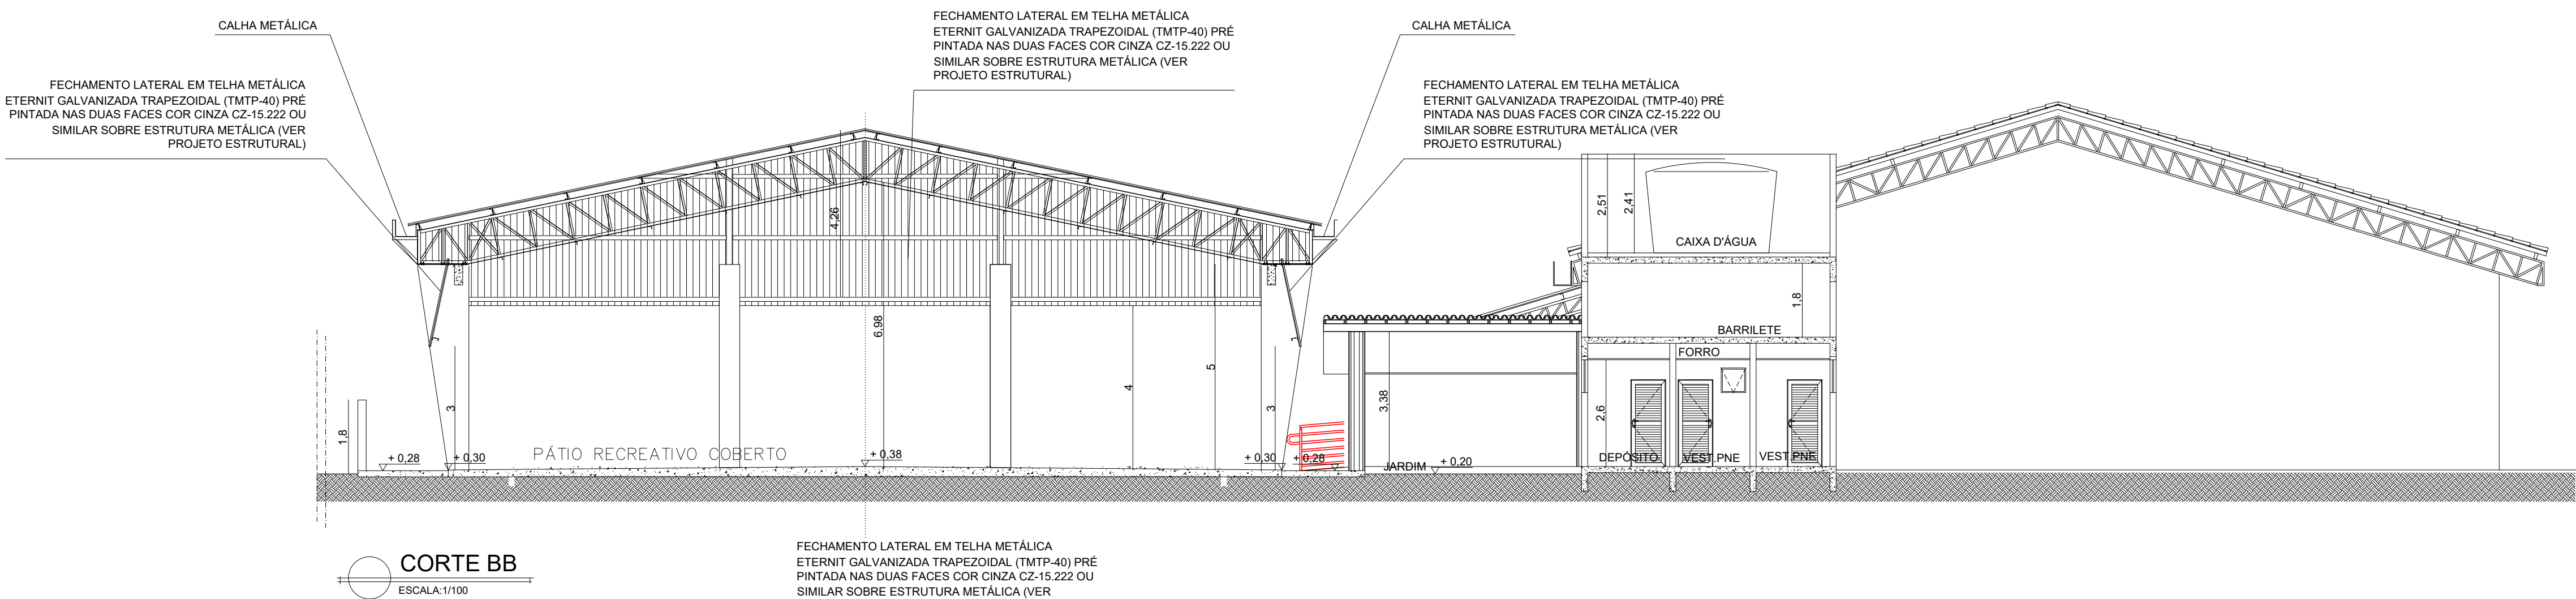 CALHA METÁLICA
FECHAMENTO LATERAL EM TELHA METÁLICA
ETERNIT GALVANIZADA TRAPEZOIDAL (TMTP-40) PRÉ
PINTADA NAS DUAS FACES COR CINZA CZ-15.222 OU
SIMILAR SOBRE ESTRUTURA METÁLICA (VER
PROJETO ESTRUTURAL)
FECHAMENTO LATERAL EM TELHA METÁLICA
ETERNIT GALVANIZADA TRAPEZOIDAL (TMTP-40) PRÉ
PINTADA NAS DUAS FACES COR CINZA CZ-15.222 OU
SIMILAR SOBRE ESTRUTURA METÁLICA (VER
PROJETO ESTRUTURAL)
CALHA METÁLICA
FECHAMENTO LATERAL EM TELHA METÁLICA
ETERNIT GALVANIZADA TRAPEZOIDAL (TMTP-40) PRÉ
PINTADA NAS DUAS FACES COR CINZA CZ-15.222 OU
SIMILAR SOBRE ESTRUTURA METÁLICA (VER
PROJETO ESTRUTURAL)
4,26
6,98
5
4
3
3
1,8
+ 0,28
+ 0,30
PÁTIO RECREATIVO COBERTO
+ 0,38
+ 0,30
+ 0,28
3,38
JARDIM
+ 0,20
2,51
2,41
CAIXA D'ÁGUA
1,8
BARRILETE
FORRO
2,6
DEPÓSITO
VEST.PNE
VEST.PNE
CORTE BB
ESCALA:1/100
FECHAMENTO LATERAL EM TELHA METÁLICA
ETERNIT GALVANIZADA TRAPEZOIDAL (TMTP-40) PRÉ
PINTADA NAS DUAS FACES COR CINZA CZ-15.222 OU
SIMILAR SOBRE ESTRUTURA METÁLICA (VER